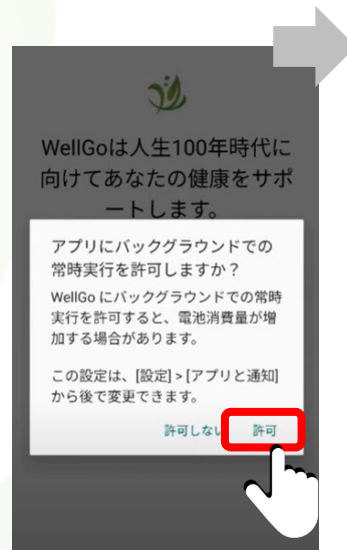 WellGoは人生100年時代に
向けてあなたの健康をサポ
ートします。
アプリにバックグラウンドでの
常時実行を許可しますか？
WellGo にバックグラウンドでの常時
実行を許可すると、電池消費量が増
加する場合があります。
この設定は、[設定] > [アプリと通知]
から後で変更できます。
許可しない 許可